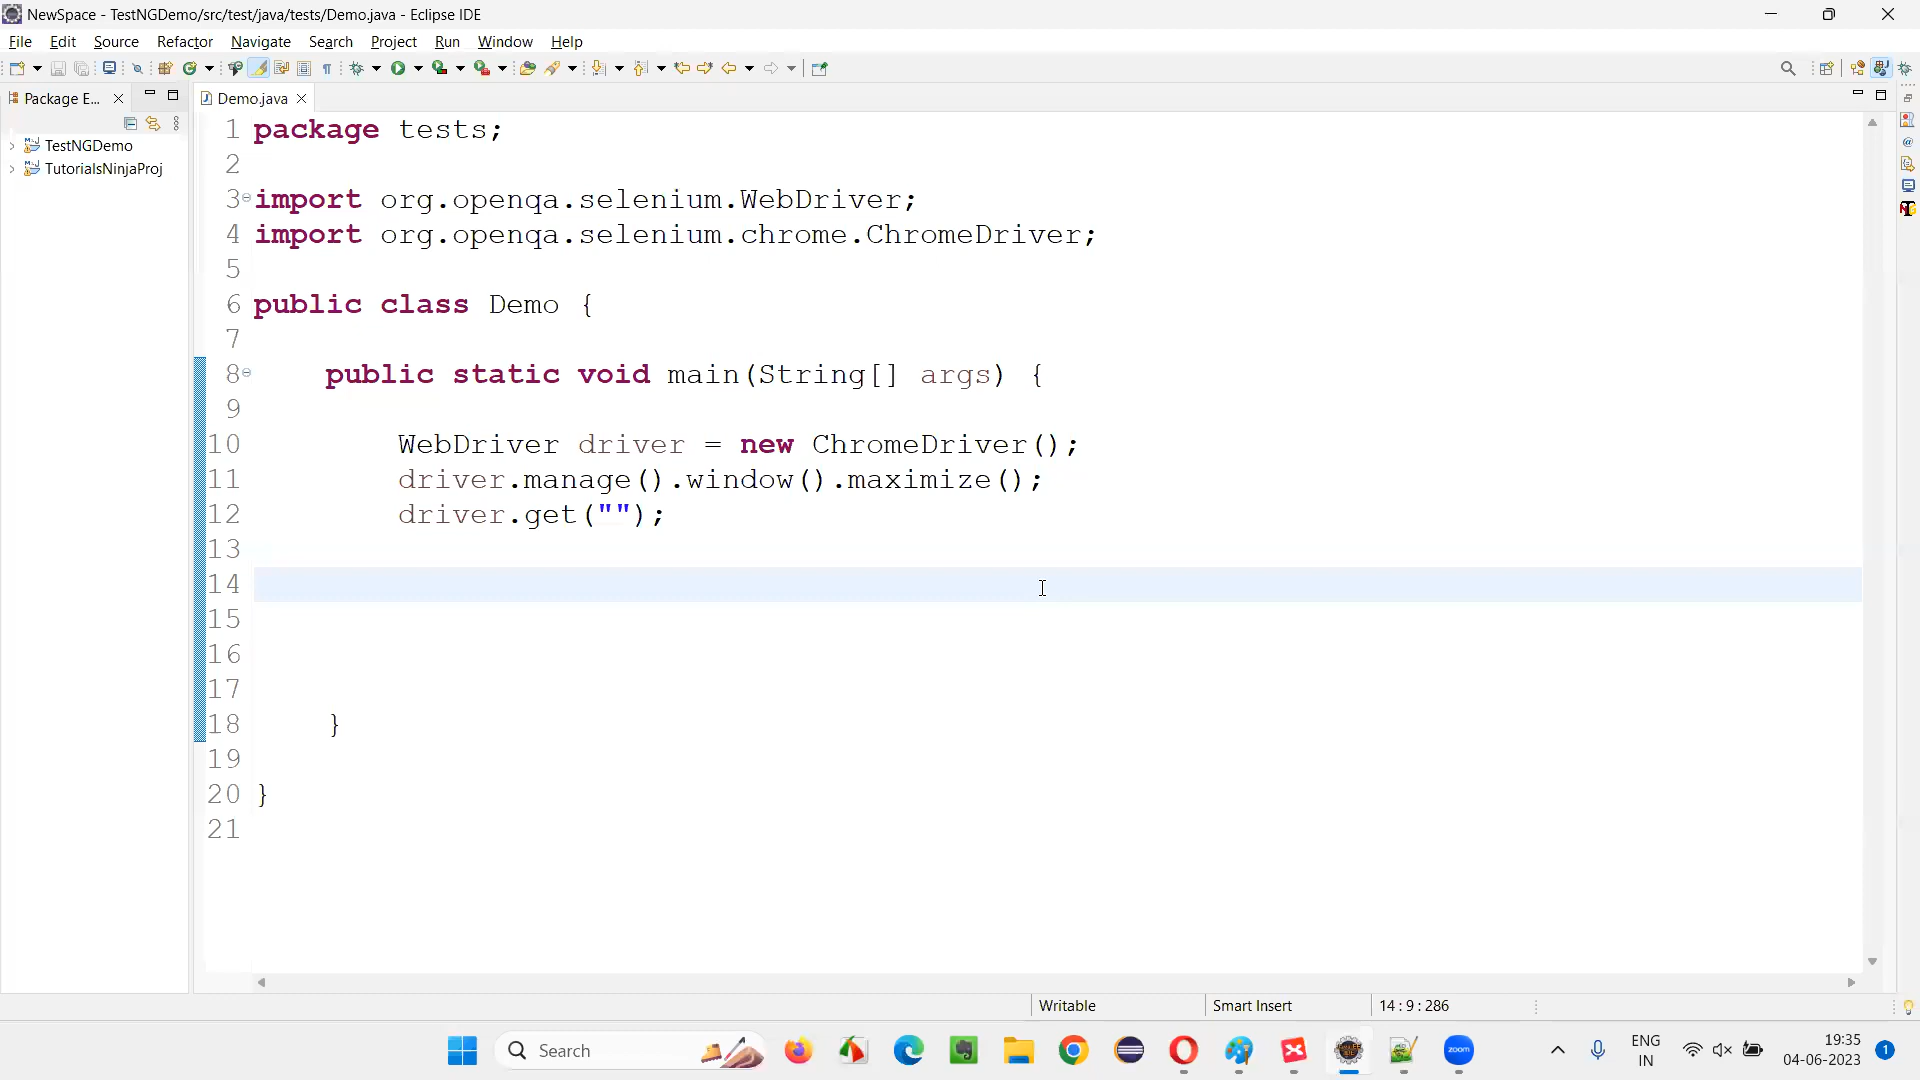 NewSpace - TestNGDemo/src/test/java/tests/Demo.java - Eclipse IDE
File Edit Source Refactor Navigate Search Project Run Window Help
Package E...
Demo.java
TestNGDemo
TutorialsNinjaProj
1 package tests;
2
3 import org.openqa.selenium.WebDriver;
4 import org.openqa.selenium.chrome.ChromeDriver;
5
6 public class Demo {
7
8 public static void main(String[] args) {
9
10 WebDriver driver = new ChromeDriver();
11 driver.manage().window().maximize();
12 driver.get("");
13
14
15
16
17
18 }
19
20 }
21
Writable
Smart Insert
14 : 9 : 286
Search
zoom
ENG
IN
19:35
04-06-2023
1